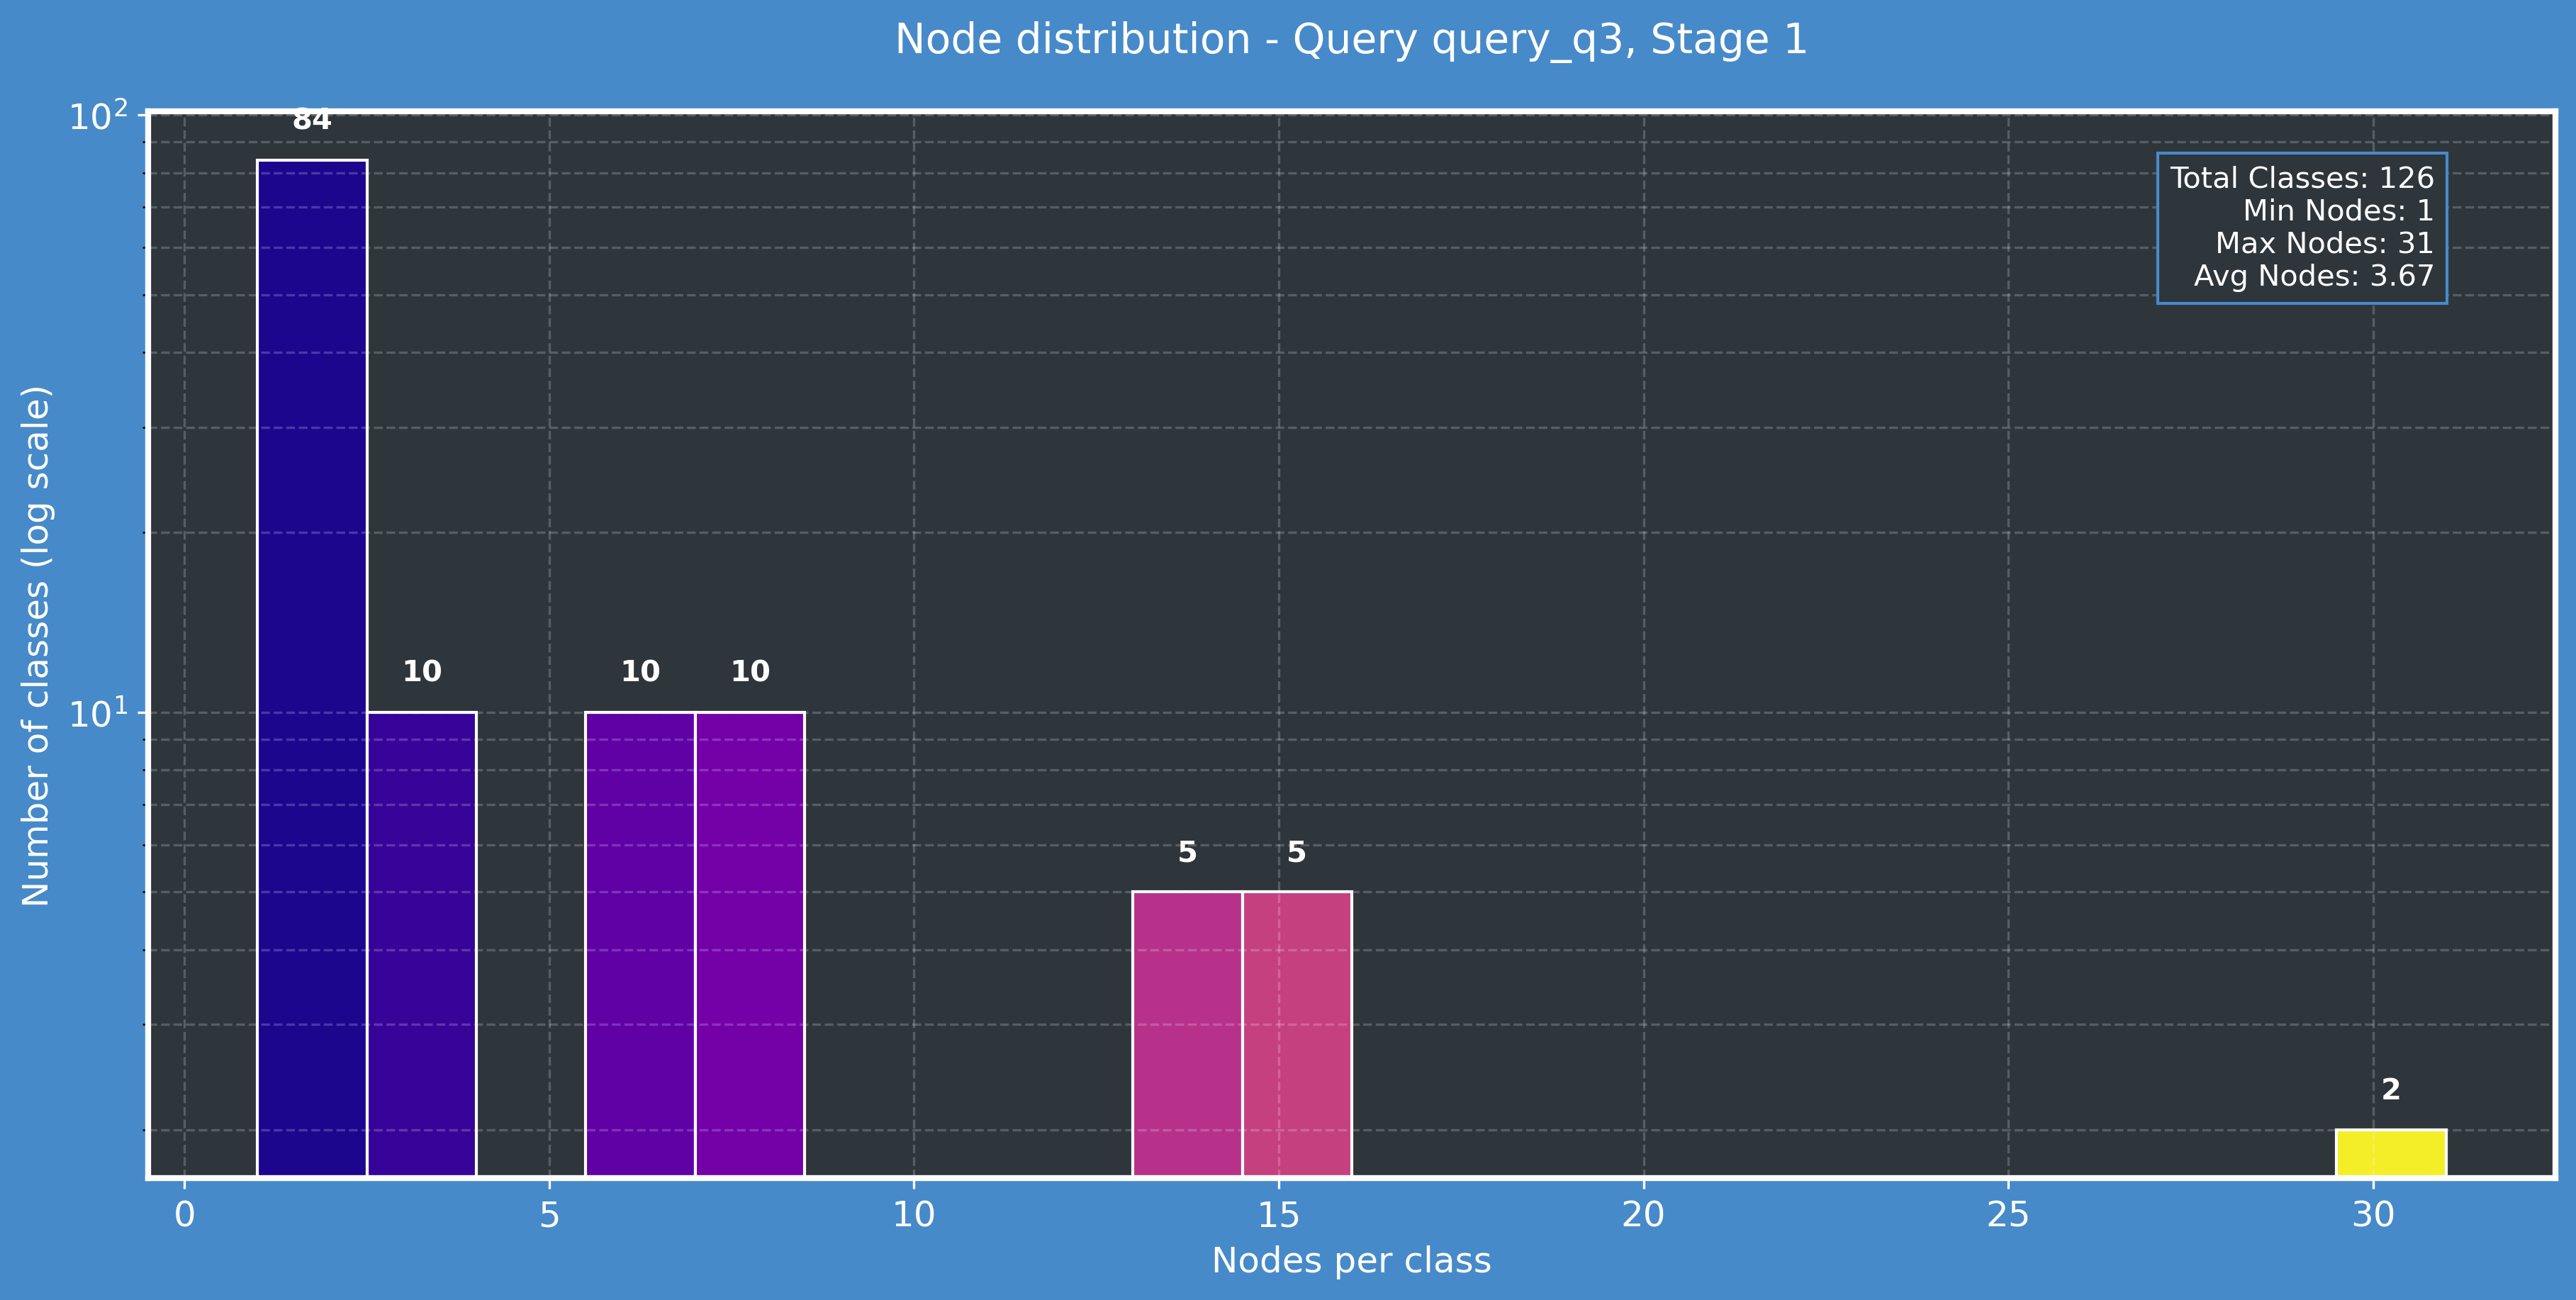 Node distribution - Query query_q3, Stage 1
Number of classes (log scale)
10²
10¹
84
10
10
10
5
5
2
Total Classes: 126
Min Nodes: 1
Max Nodes: 31
Avg Nodes: 3.67
0 5 10 15 20 25 30
Nodes per class